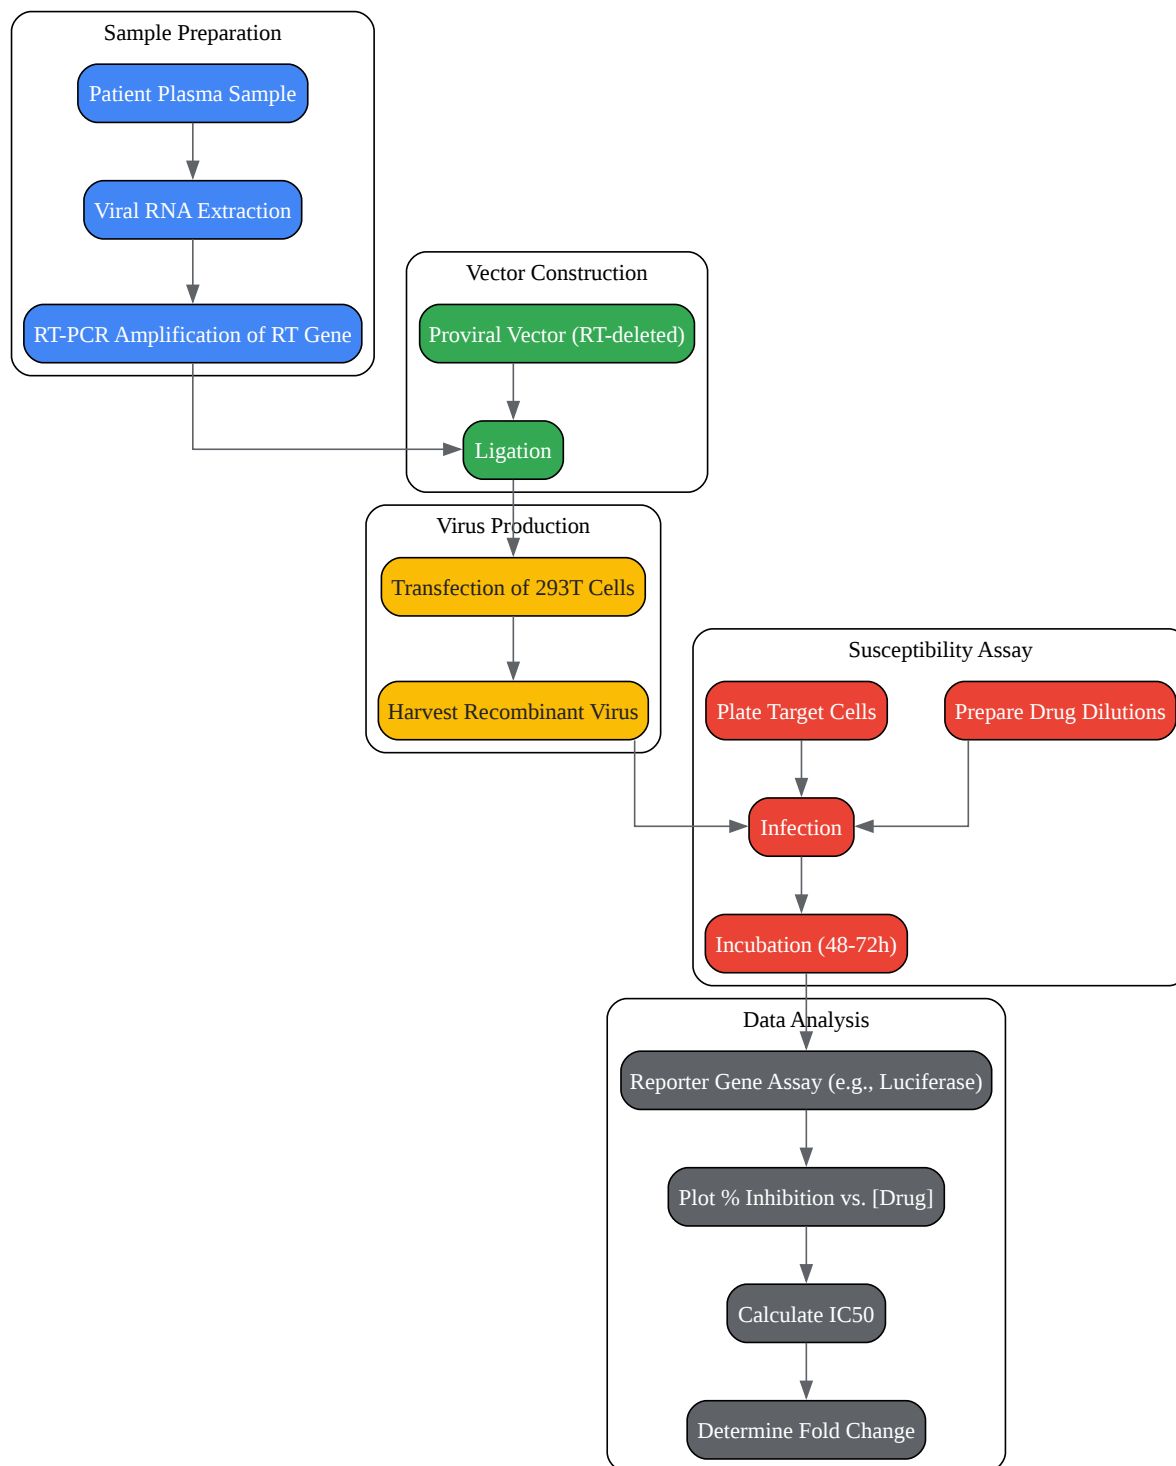 Sample Preparation
Patient Plasma Sample
Viral RNA Extraction
RT-PCR Amplification of RT Gene
Vector Construction
Proviral Vector (RT-deleted)
Ligation
Virus Production
Transfection of 293T Cells
Harvest Recombinant Virus
Susceptibility Assay
Plate Target Cells
Prepare Drug Dilutions
Infection
Incubation (48-72h)
Data Analysis
Reporter Gene Assay (e.g., Luciferase)
Plot % Inhibition vs. [Drug]
Calculate IC50
Determine Fold Change